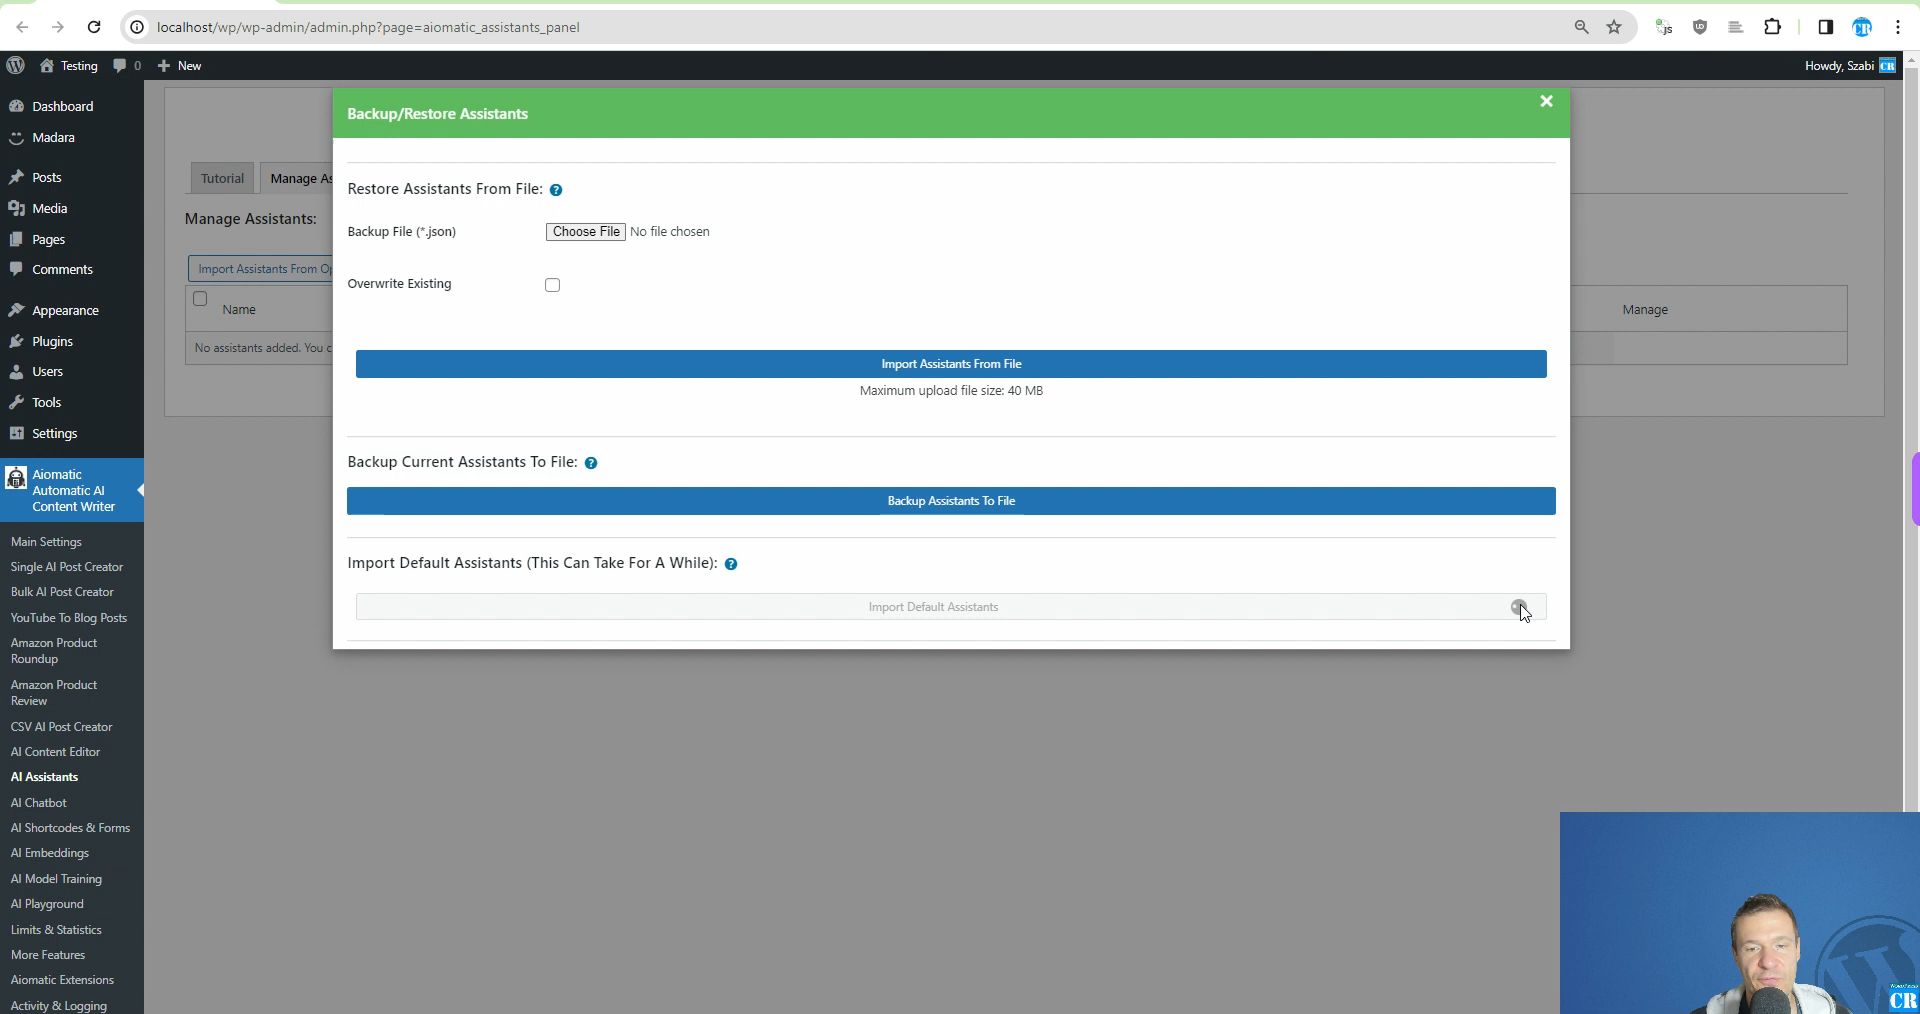 localhost/wp/wp-admin/admin.php?page=aiomatic_assistants_panel
Testing
0
New
Howdy, Szabi
CR
Dashboard
Madara
Posts
Media
Pages
Comments
Appearance
Plugins
Users
Tools
Settings
Aiomatic
Automatic AI
Content Writer
Main Settings
Single AI Post Creator
Bulk AI Post Creator
YouTube To Blog Posts
Amazon Product
Roundup
Amazon Product
Review
CSV AI Post Creator
AI Content Editor
AI Assistants
AI Chatbot
AI Shortcodes & Forms
AI Embeddings
AI Model Training
AI Playground
Limits & Statistics
More Features
Aiomatic Extensions
Activity & Logging
Tutorial
Manage As
Manage Assistants:
Import Assistants From Op
Name
Manage
No assistants added. You c
Backup/Restore Assistants
Restore Assistants From File:
Backup File (*.json)
Choose File No file chosen
Overwrite Existing
Import Assistants From File
Maximum upload file size: 40 MB
Backup Current Assistants To File:
Backup Assistants To File
Import Default Assistants (This Can Take For A While):
Import Default Assistants
CR